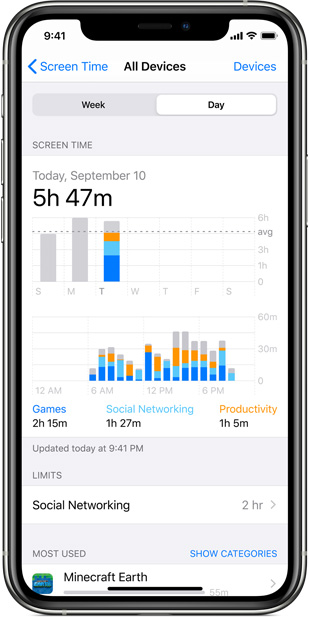 9:41
Screen Time All Devices Devices
Week Day
SCREEN TIME
Today, September 10
5h 47m
6h
avg
3h
1h
0
S M T W T F S
60m
30m
0
12 AM 6 AM 12 PM 6 PM
Games Social Networking Productivity
2h 15m 1h 27m 1h 5m
Updated today at 9:41 PM
LIMITS
Social Networking 2 hr
MOST USED SHOW CATEGORIES
Minecraft Earth
55m